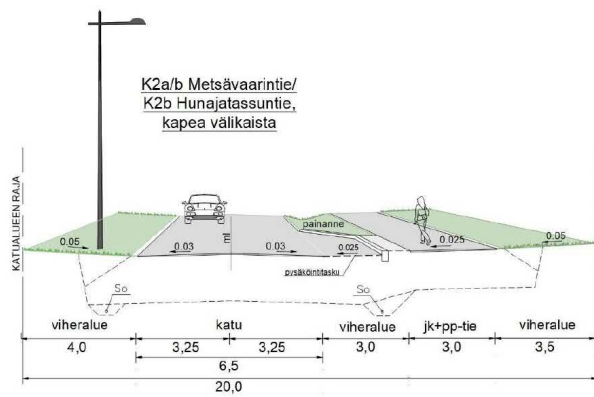 K2a/b Metsävaarintie/
K2b Hunajatassuntie,
kapea välikaista
KATUALUEEN RAJA
painanne
0.05
0.03
ml
0.03
0.025
0.025
0.05
pysäköintitasku
So
So
viheralue
katu
viheralue
jk+pp-tie
viheralue
4,0
3,25
3,25
3,0
3,0
3,5
6,5
20,0